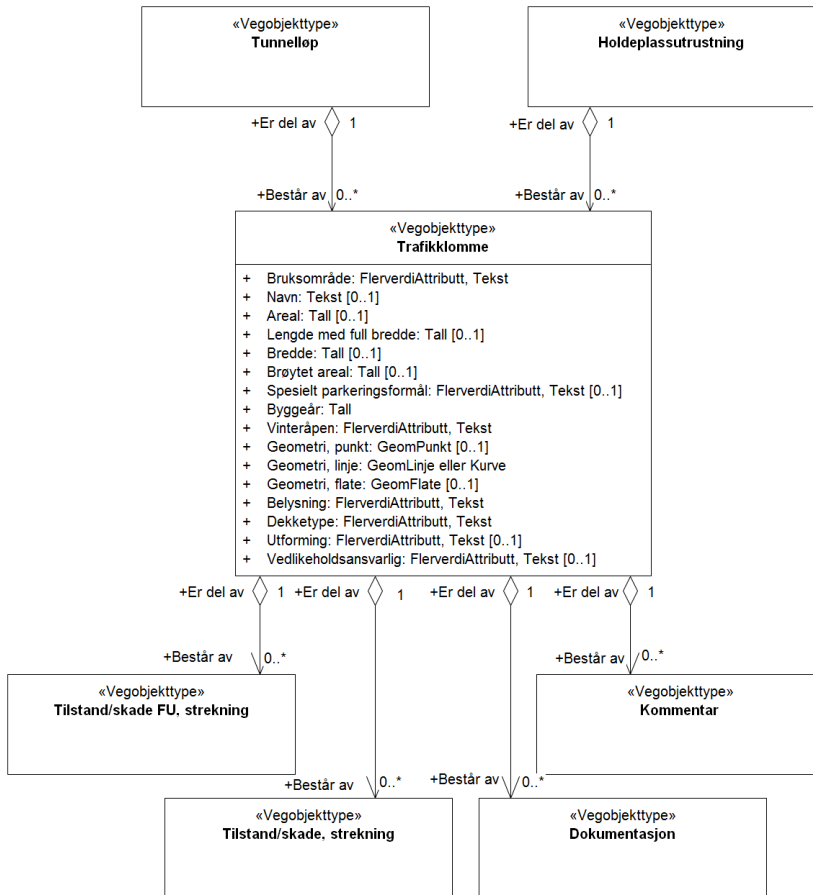 «Vegobjekttype»
Tunnelløp
«Vegobjekttype»
Holdeplassutrustning
+Er del av 1
+Er del av 1
+Består av 0..*
+Består av 0..*
«Vegobjekttype»
Trafikklomme
+ Bruksområde: FlerverdiAttributt, Tekst
+ Navn: Tekst [0..1]
+ Areal: Tall [0..1]
+ Lengde med full bredde: Tall [0..1]
+ Bredde: Tall [0..1]
+ Brøytet areal: Tall [0..1]
+ Spesielt parkeringsformål: FlerverdiAttributt, Tekst [0..1]
+ Byggeår: Tall
+ Vinteråpen: FlerverdiAttributt, Tekst
+ Geometri, punkt: GeomPunkt [0..1]
+ Geometri, linje: GeomLinje eller Kurve
+ Geometri, flate: GeomFlate [0..1]
+ Belysning: FlerverdiAttributt, Tekst
+ Dekketype: FlerverdiAttributt, Tekst
+ Utforming: FlerverdiAttributt, Tekst [0..1]
+ Vedlikeholdsansvarlig: FlerverdiAttributt, Tekst [0..1]
+Er del av 1
+Er del av 1
+Er del av 1
+Er del av 1
+Består av 0..*
+Består av 0..*
«Vegobjekttype»
Tilstand/skade FU, strekning
«Vegobjekttype»
Kommentar
+Består av 0..*
+Består av 0..*
«Vegobjekttype»
Tilstand/skade, strekning
«Vegobjekttype»
Dokumentasjon